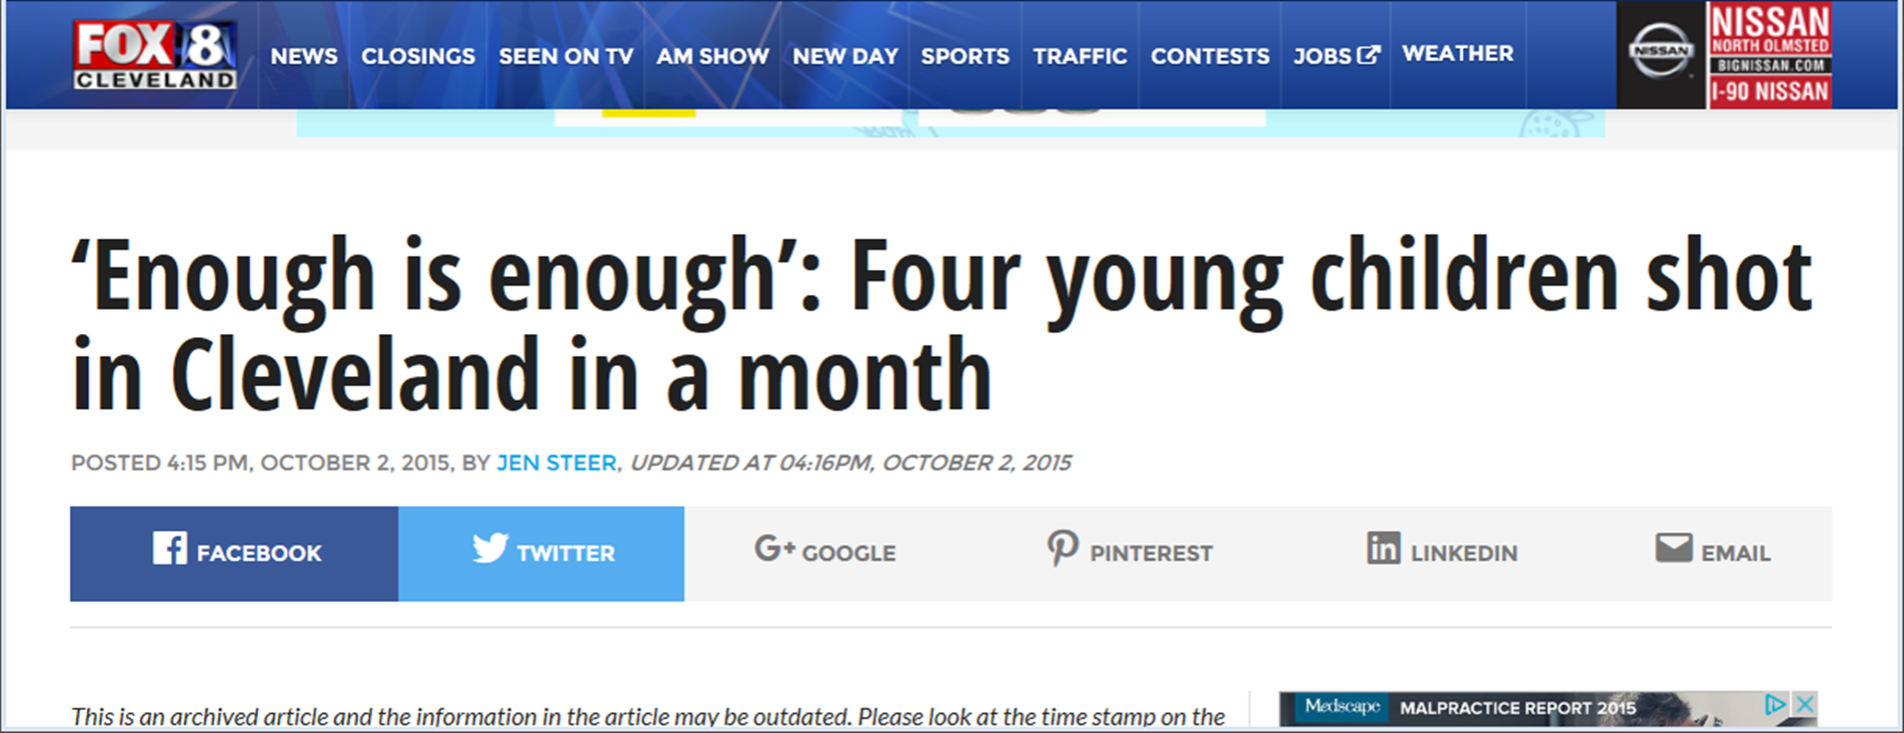 FOX 8
CLEVELAND
NEWS CLOSINGS SEEN ON TV AM SHOW NEW DAY SPORTS TRAFFIC CONTESTS JOBS WEATHER
NISSAN
NISSAN
NORTH OLMSTED
BIGNISSAN.COM
I-90 NISSAN
‘Enough is enough’: Four young children shot
in Cleveland in a month
POSTED 4:15 PM, OCTOBER 2, 2015, BY JEN STEER, UPDATED AT 04:16PM, OCTOBER 2, 2015
FACEBOOK TWITTER G+ GOOGLE PINTEREST in LINKEDIN EMAIL
This is an archived article and the information in the article may be outdated. Please look at the time stamp on the
Medscape MALPRACTICE REPORT 2015